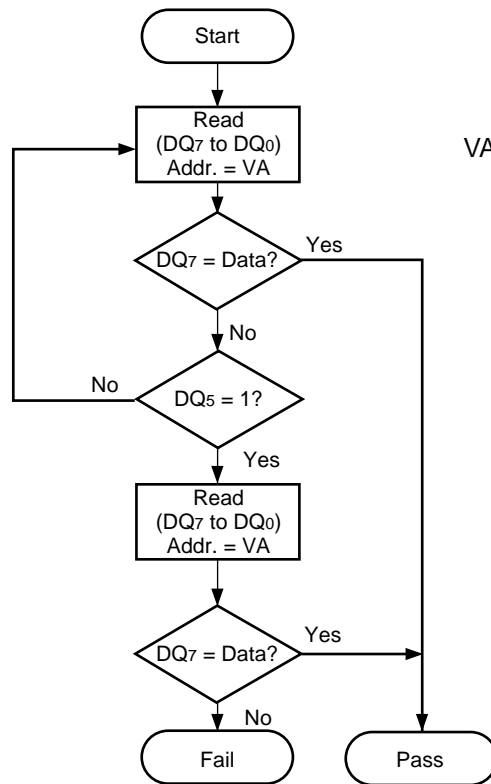 Start
Read
(DQ7 to DQ0)
Addr. = VA
VA
DQ7 = Data?
Yes
No
No
DQ5 = 1?
Yes
Read
(DQ7 to DQ0)
Addr. = VA
DQ7 = Data?
Yes
No
Fail
Pass